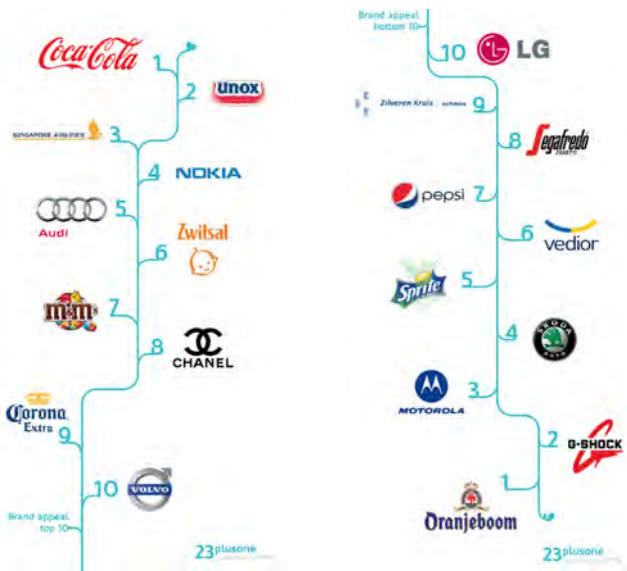 Coca-Cola
1
2
Unox
SINGAPORE AIRLINES
3
4
NOKIA
5
Audi
Zwitsal
6
m&m's
7
8
CHANEL
Corona
Extra
9
10
VOLVO
Brand appeal
top 10
23plusone
Brand appeal
bottom 10
10
LG
Zilveren Kruis
9
8
Segafredo
pepsi
7
6
vedior
Sprite
5
4
SKODA
AUTO
3
MOTOROLA
2
G-SHOCK
1
Oranjeboom
23plusone